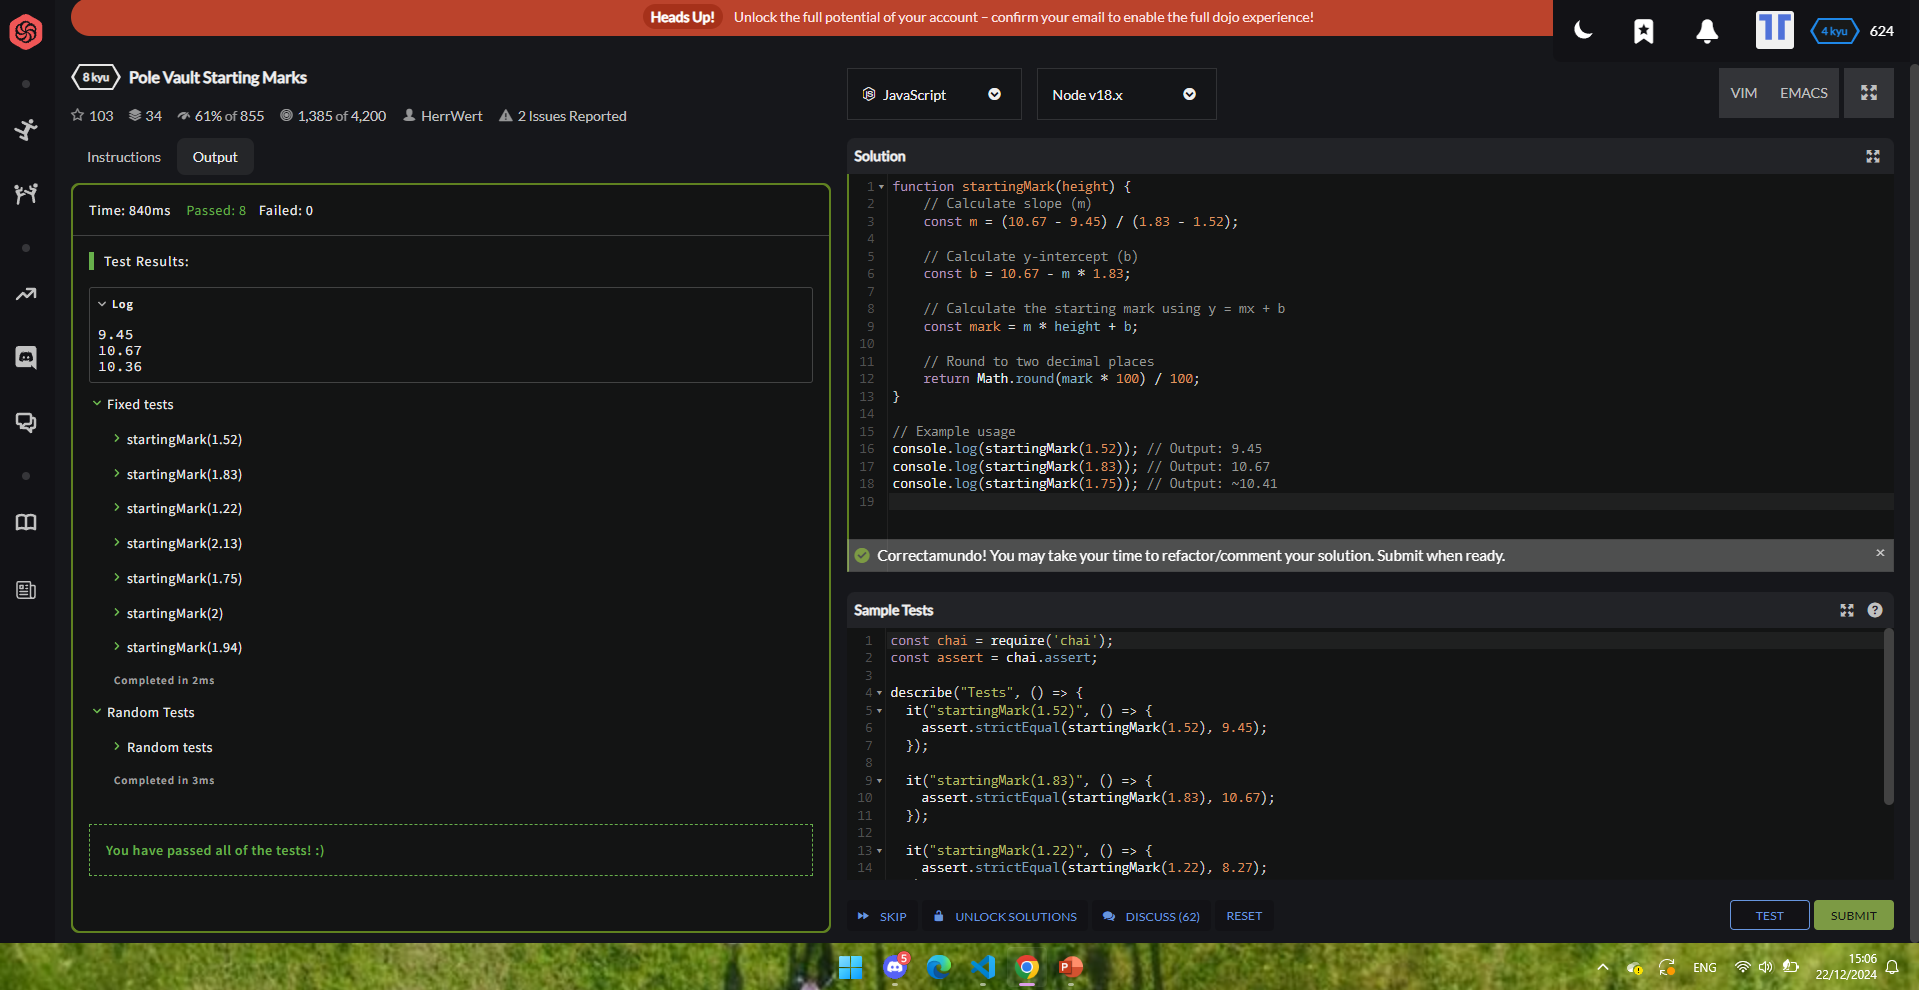 Heads Up! Unlock the full potential of your account – confirm your email to enable the full dojo experience!
4 kyu 624
8 kyu Pole Vault Starting Marks
103 34 61% of 855 1,385 of 4,200 HerrWert 2 Issues Reported
JavaScript
Node v18.x
VIM EMACS
Instructions Output
Time: 840ms Passed: 8 Failed: 0
Test Results:
Log
9.45
10.67
10.36
Fixed tests
startingMark(1.52)
startingMark(1.83)
startingMark(1.22)
startingMark(2.13)
startingMark(1.75)
startingMark(2)
startingMark(1.94)
Completed in 2ms
Random Tests
Random tests
Completed in 3ms
You have passed all of the tests! :)
Solution
1 function startingMark(height) {
2 // Calculate slope (m)
3 const m = (10.67 - 9.45) / (1.83 - 1.52);
4
5 // Calculate y-intercept (b)
6 const b = 10.67 - m * 1.83;
7
8 // Calculate the starting mark using y = mx + b
9 const mark = m * height + b;
10
11 // Round to two decimal places
12 return Math.round(mark * 100) / 100;
13 }
14
15 // Example usage
16 console.log(startingMark(1.52)); // Output: 9.45
17 console.log(startingMark(1.83)); // Output: 10.67
18 console.log(startingMark(1.75)); // Output: ~10.41
19
Correctamundo! You may take your time to refactor/comment your solution. Submit when ready.
Sample Tests
1 const chai = require('chai');
2 const assert = chai.assert;
3
4 describe("Tests", () => {
5 it("startingMark(1.52)", () => {
6 assert.strictEqual(startingMark(1.52), 9.45);
7 });
8
9 it("startingMark(1.83)", () => {
10 assert.strictEqual(startingMark(1.83), 10.67);
11 });
12
13 it("startingMark(1.22)", () => {
14 assert.strictEqual(startingMark(1.22), 8.27);
SKIP UNLOCK SOLUTIONS DISCUSS (62) RESET
TEST SUBMIT
5
ENG
15:06
22/12/2024